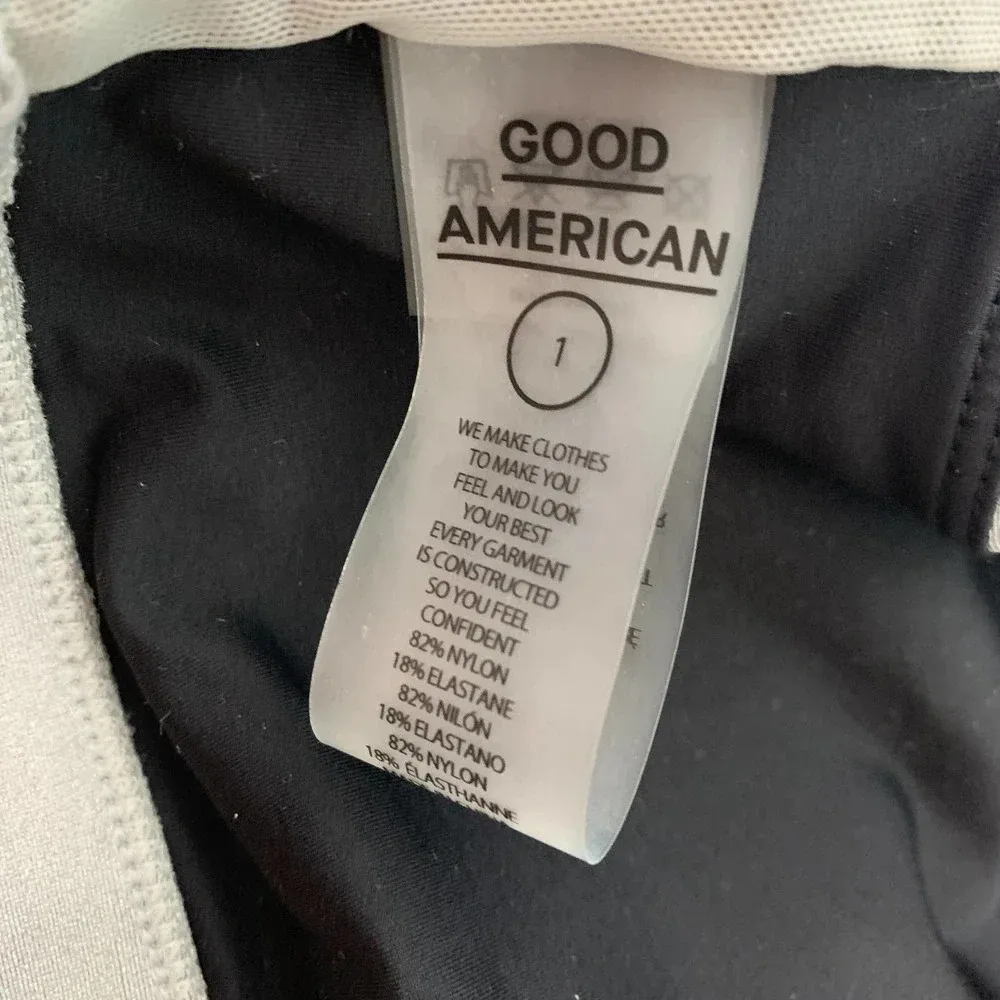 GOOD
AMERICAN
1
WE MAKE CLOTHES
TO MAKE YOU
FEEL AND LOOK
YOUR BEST
EVERY GARMENT
IS CONSTRUCTED
SO YOU FEEL
CONFIDENT
82% NYLON
18% ELASTANE
82% NILÓN
18% ELASTANO
82% NYLON
18% ÉLASTHANNE